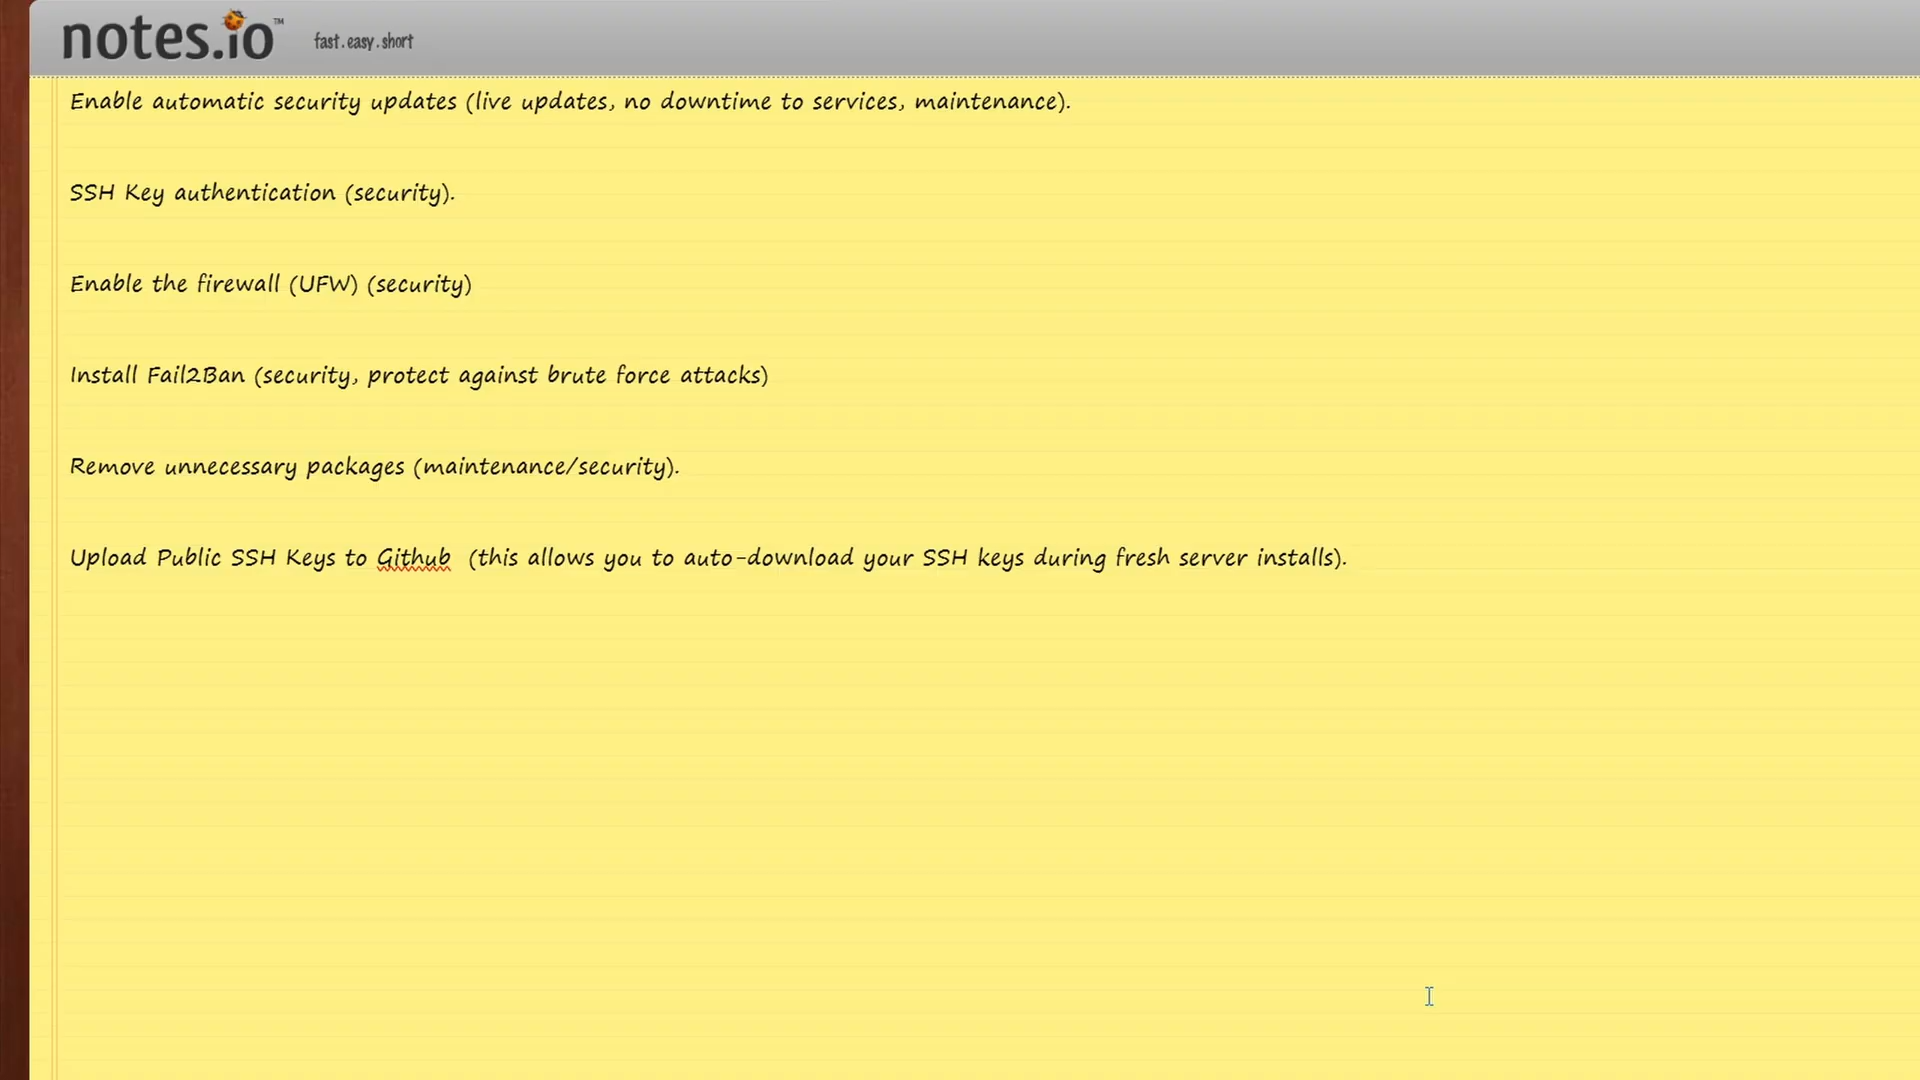 notes.io™ fast.easy.short
Enable automatic security updates (live updates, no downtime to services, maintenance).
SSH Key authentication (security).
Enable the firewall (UFW) (security)
Install Fail2Ban (security, protect against brute force attacks)
Remove unnecessary packages (maintenance/security).
Upload Public SSH Keys to Github  (this allows you to auto-download your SSH keys during fresh server installs).